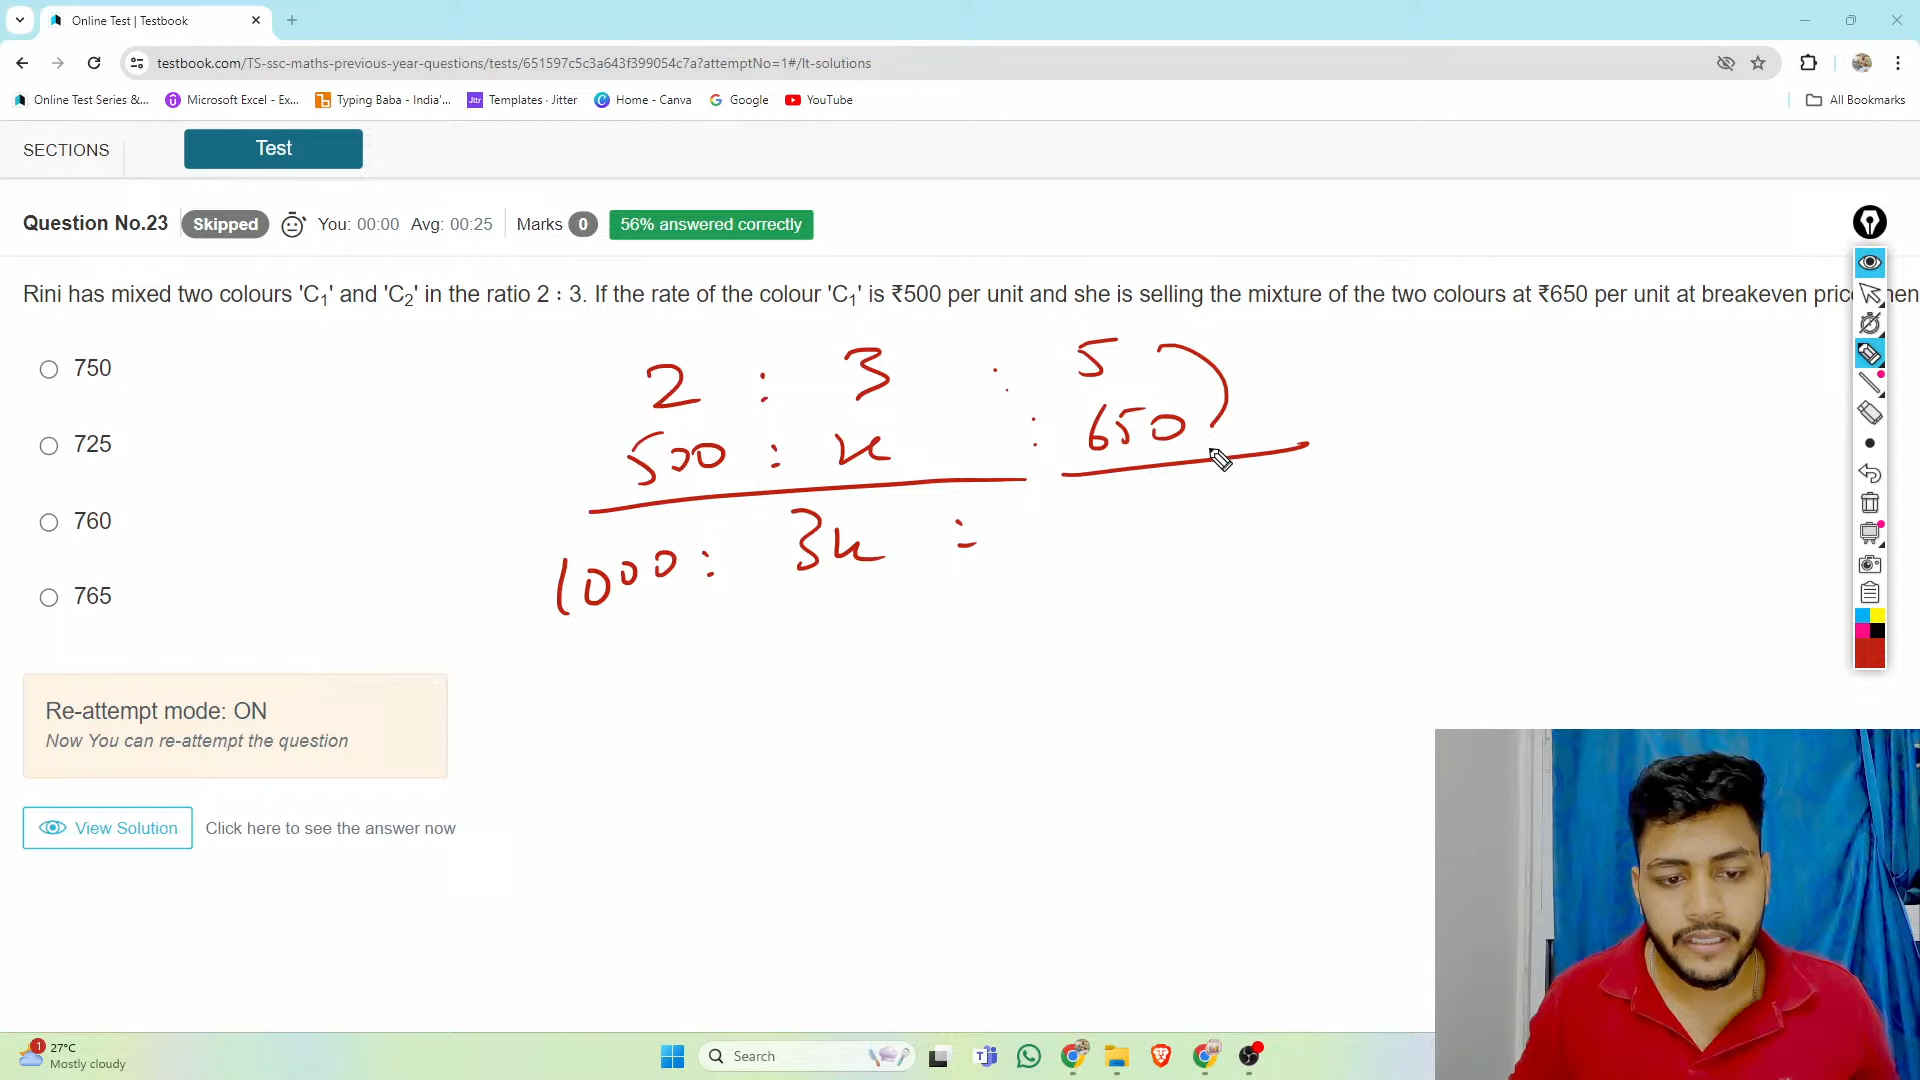 Online Test | Testbook
testbook.com/TS-ssc-maths-previous-year-questions/tests/651597c5c3a643f399054c7a?attemptNo=1#/lt-solutions
Online Test Series &... Microsoft Excel - Ex... Typing Baba - India'... Jttr Templates · Jitter Home - Canva Google YouTube All Bookmarks
SECTIONS Test
Question No.23 Skipped You: 00:00 Avg: 00:25 Marks 0 56% answered correctly
Rini has mixed two colours 'C₁' and 'C₂' in the ratio 2 : 3. If the rate of the colour 'C₁' is ₹500 per unit and she is selling the mixture of the two colours at ₹650 per unit at breakeven pric
750
725
760
765
2 : 3 : 5
500 : x : 650
1000 : 3x =
Re-attempt mode: ON
Now You can re-attempt the question
View Solution Click here to see the answer now
1 27°C
Mostly cloudy
Search